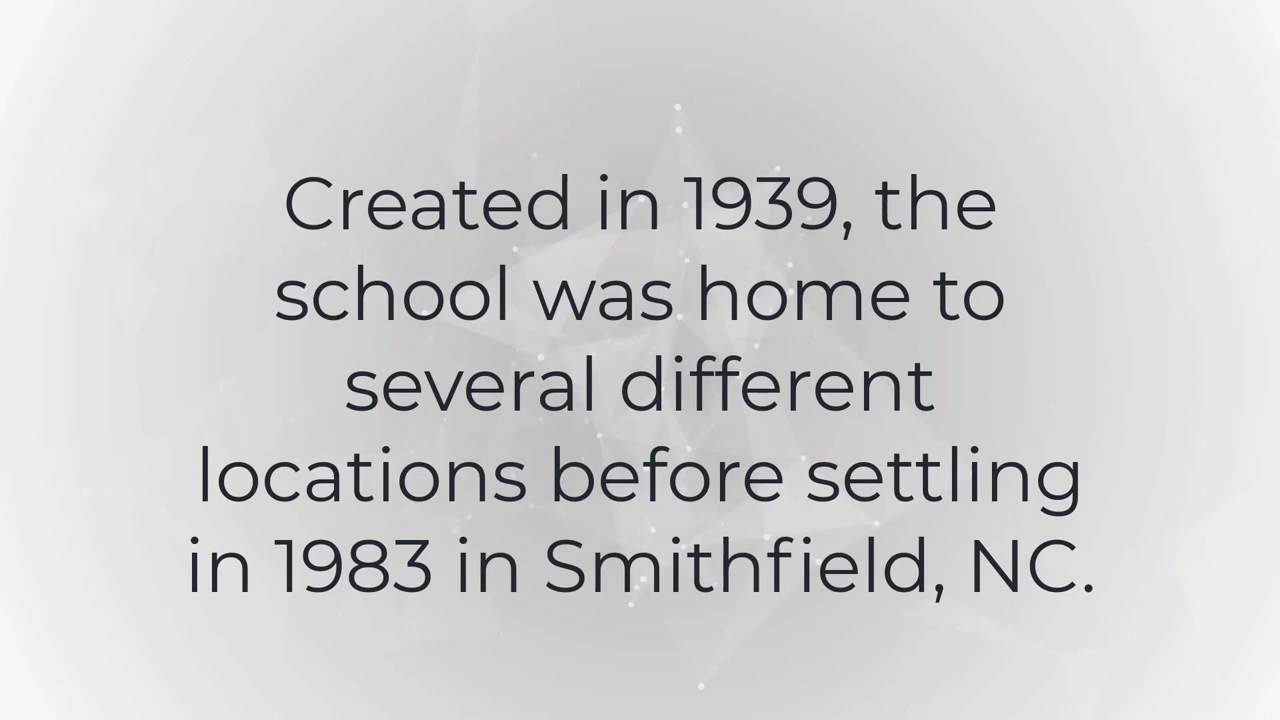 Created in 1939, the
school was home to
several different
locations before settling
in 1983 in Smithfield, NC.